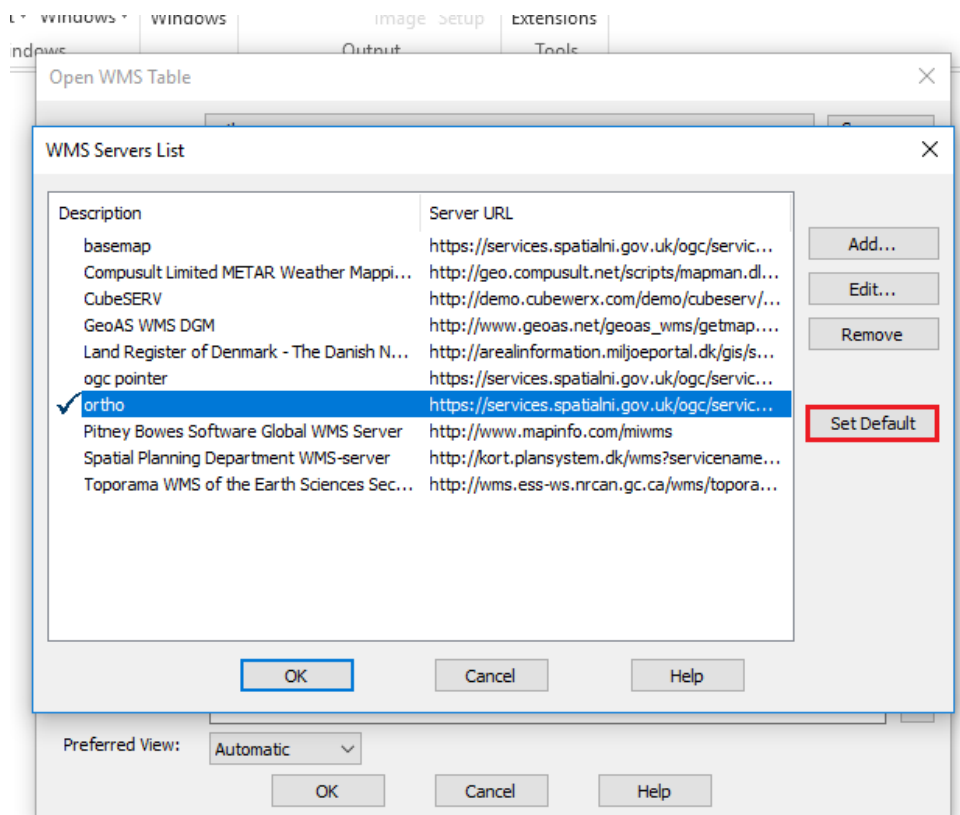 Windows Windows Image Setup Extensions
Output Tools
Open WMS Table
WMS Servers List
Description Server URL
basemap https://services.spatialni.gov.uk/ogc/servic...
Compusult Limited METAR Weather Mappi... http://geo.compusult.net/scripts/mapman.dl...
CubeSERV http://demo.cubewerx.com/demo/cubeserv/...
GeoAS WMS DGM http://www.geoas.net/geoas_wms/getmap....
Land Register of Denmark - The Danish N... http://arealinformation.miljoeportal.dk/gis/s...
ogc pointer https://services.spatialni.gov.uk/ogc/servic...
ortho https://services.spatialni.gov.uk/ogc/servic...
Pitney Bowes Software Global WMS Server http://www.mapinfo.com/miwms
Spatial Planning Department WMS-server http://kort.plansystem.dk/wms?servicename...
Toporama WMS of the Earth Sciences Sec... http://wms.ess-ws.nrcan.gc.ca/wms/topora...
Add...
Edit...
Remove
Set Default
OK Cancel Help
Preferred View: Automatic
OK Cancel Help